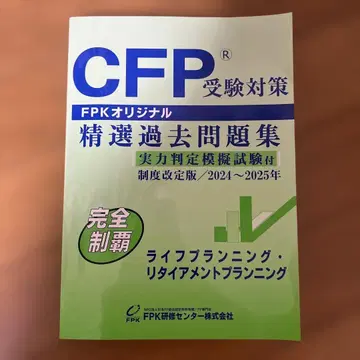 CFP®受験対策
FPKオリジナル
精選過去問題集
実力判定模擬試験付
制度改定版/2024~2025年
完全
制覇
ライフプランニング・
リタイアメントプランニング
FPK
FPK研修センター株式会社